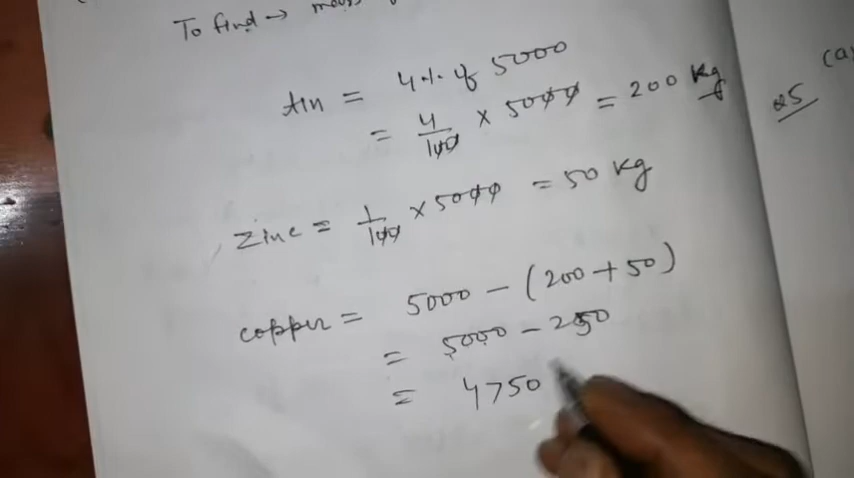 To find → mass
tin = 4% of 5000
= 4/100 × 5000 = 200 kg
zinc = 1/100 × 5000 = 50 kg
copper = 5000 - (200 + 50)
= 5000 - 250
= 4750
(a)